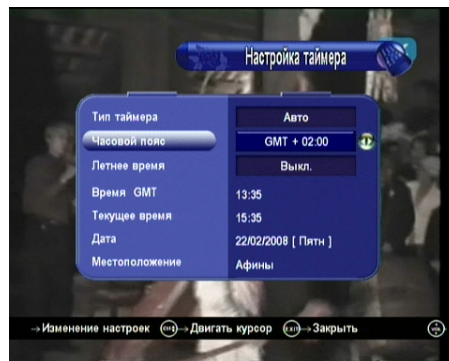 Настройка таймера
Тип таймера Авто
Часовой пояс GMT + 02:00
Летнее время Выкл.
Время GMT 13:35
Текущее время 15:35
Дата 22/02/2008 [ Пятн ]
Местоположение Афины
→Изменение настроек →Двигать курсор EXIT→Закрыть